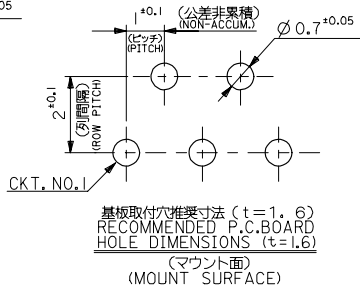 05
1±0.1
(公差非累積)
(NON-ACCUM.)
(ピッチ)
(PITCH)
Ø0.7±0.05
2±0.1
(列間隔)
(ROW PITCH)
CKT. NO.1
基板取付穴推奨寸法 (t=1.6)
RECOMMENDED P.C.BOARD
HOLE DIMENSIONS (t=1.6)
(マウント面)
(MOUNT SURFACE)